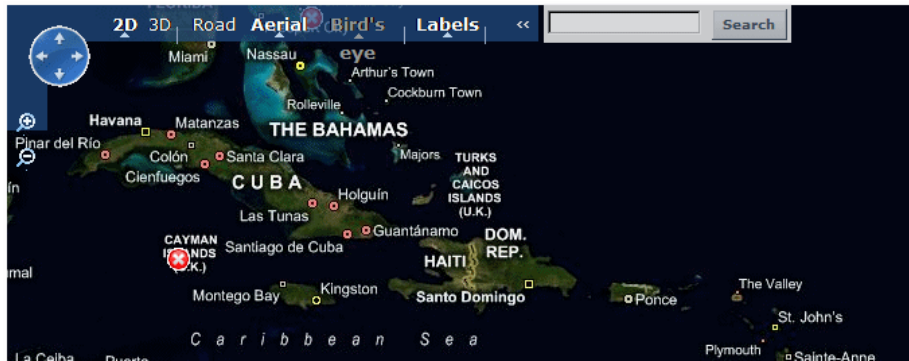 FLORIDA
2D 3D Road Aerial Bird's eye Labels «
Search
Miami
Nassau
Arthur's Town
Cockburn Town
Rolleville
Havana
Matanzas
THE BAHAMAS
Pinar del Río
Colón
Santa Clara
Majors
TURKS
AND
CAICOS
ISLANDS
(U.K.)
Cienfuegos
CUBA
Holguín
Las Tunas
Guantánamo
CAYMAN
ISLANDS
(U.K.)
Santiago de Cuba
DOM.
REP.
HAITI
Montego Bay
Kingston
Santo Domingo
Ponce
The Valley
St. John's
Caribbean Sea
Plymouth
La Ceiba
Puerto
Sainte-Anne